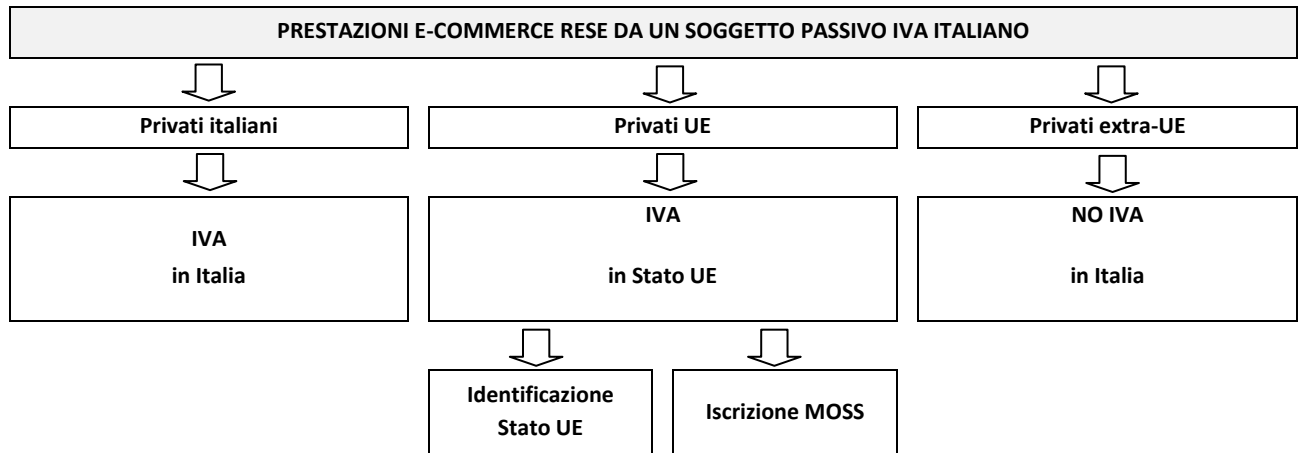 PRESTAZIONI E-COMMERCE RESE DA UN SOGGETTO PASSIVO IVA ITALIANO
Privati italiani
Privati UE
Privati extra-UE
IVA
in Italia
IVA
in Stato UE
NO IVA
in Italia
Identificazione
Stato UE
Iscrizione MOSS